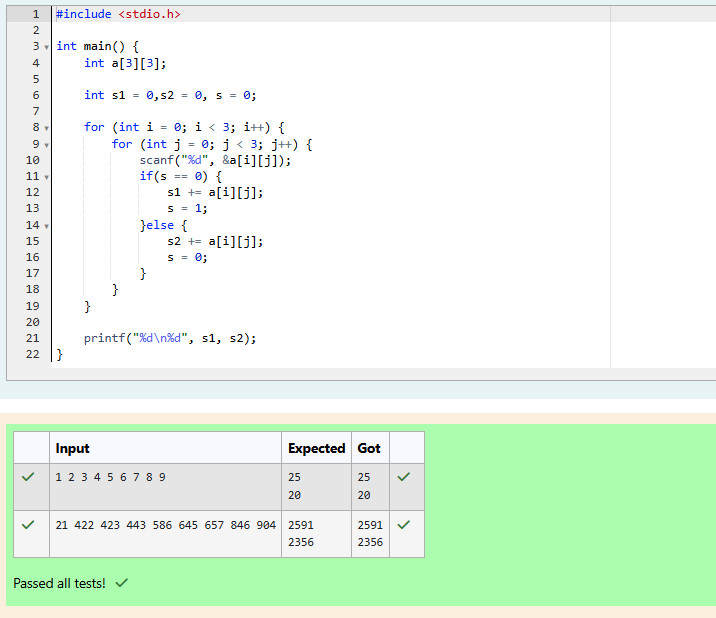 1 #include <stdio.h>
2
3 int main() {
4     int a[3][3];
5
6     int s1 = 0,s2 = 0, s = 0;
7
8     for (int i = 0; i < 3; i++) {
9         for (int j = 0; j < 3; j++) {
10             scanf("%d", &a[i][j]);
11             if(s == 0) {
12                 s1 += a[i][j];
13                 s = 1;
14             }else {
15                 s2 += a[i][j];
16                 s = 0;
17             }
18         }
19     }
20
21     printf("%d\n%d", s1, s2);
22 }
Input Expected Got
1 2 3 4 5 6 7 8 9 25 25
20 20
21 422 423 443 586 645 657 846 904 2591 2591
2356 2356
Passed all tests!